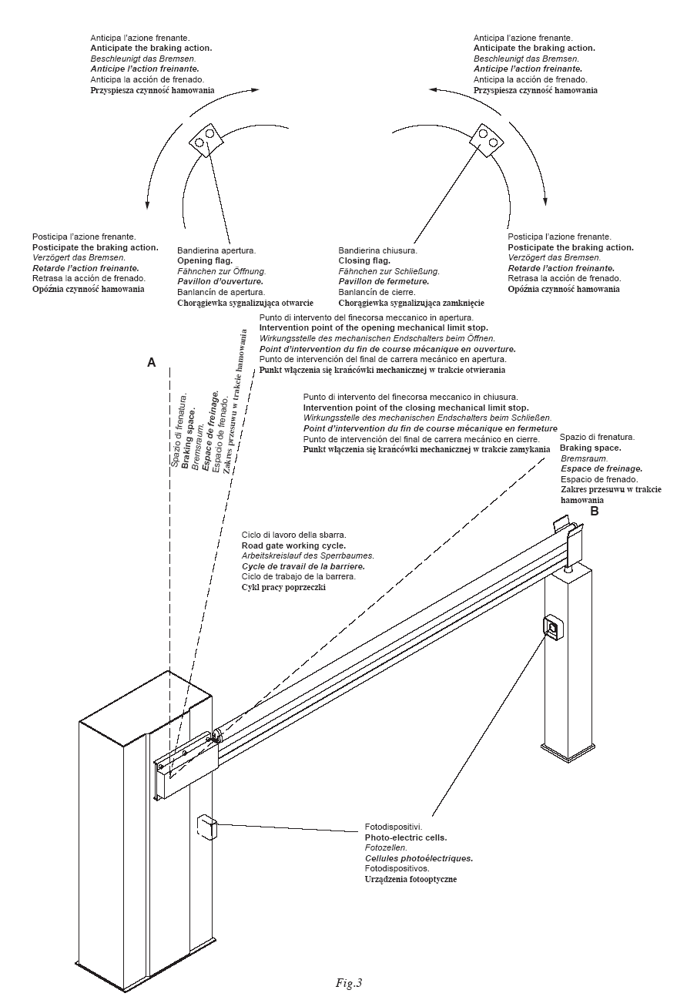 Anticipa l'azione frenante.
Anticipate the braking action.
Beschleunigt das Bremsen.
Anticipe l'action freinante.
Anticipa la acción de frenado.
Przyspiesza czynność hamowania
Anticipa l'azione frenante.
Anticipate the braking action.
Beschleunigt das Bremsen.
Anticipe l'action freinante.
Anticipa la acción de frenado.
Przyspiesza czynność hamowania
Posticipa l'azione frenante.
Posticipate the braking action.
Verzögert das Bremsen.
Retarde l'action freinante.
Retrasa la acción de frenado.
Opóźnia czynność hamowania
Bandierina apertura.
Opening flag.
Fähnchen zur Öffnung.
Pavillon d'ouverture.
Banlancín de apertura.
Chorągiewka sygnalizująca otwarcie
Bandierina chiusura.
Closing flag.
Fähnchen zur Schließung.
Pavillon de fermeture.
Banlancín de cierre.
Chorągiewka sygnalizująca zamknięcie
Posticipa l'azione frenante.
Posticipate the braking action.
Verzögert das Bremsen.
Retarde l'action freinante.
Retrasa la acción de frenado.
Opóźnia czynność hamowania
Punto di intervento del finecorsa meccanico in apertura.
Intervention point of the opening mechanical limit stop.
Wirkungsstelle des mechanischen Endschalters beim Öffnen.
Point d'intervention du fin de course mécanique en ouverture.
Punto de intervención del final de carrera mecánico en apertura.
Punkt włączenia się krańcówki mechanicznej w trakcie otwierania
A
Spazio di frenatura.
Braking space.
Bremsraum.
Espace de freinage.
Espacio de frenado.
Zakres przesuwu w trakcie hamowania
Punto di intervento del finecorsa meccanico in chiusura.
Intervention point of the closing mechanical limit stop.
Wirkungsstelle des mechanischen Endschalters beim Schließen.
Point d'intervention du fin de course mécanique en fermeture
Punto de intervención del final de carrera mecánico en cierre.
Punkt włączenia się krańcówki mechanicznej w trakcie zamykania
Spazio di frenatura.
Braking space.
Bremsraum.
Espace de freinage.
Espacio de frenado.
Zakres przesuwu w trakcie
hamowania
B
Ciclo di lavoro della sbarra.
Road gate working cycle.
Arbeitskreislauf des Sperrbaumes.
Cycle de travail de la barriere.
Ciclo de trabajo de la barrera.
Cykl pracy poprzeczki
Fotodispositivi.
Photo-electric cells.
Fotozellen.
Cellules photoélectriques.
Fotodispositivos.
Urządzenia fotooptyczne
Fig.3